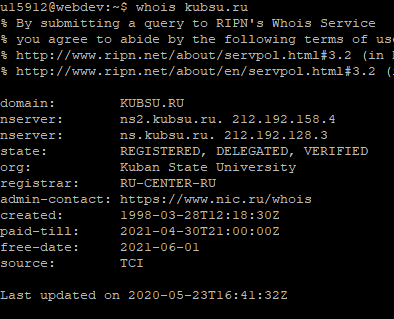 u15912@webdev:~$ whois kubsu.ru
% By submitting a query to RIPN's Whois Service
% you agree to abide by the following terms of use
% http://www.ripn.net/about/servpol.html#3.2 (in
% http://www.ripn.net/about/en/servpol.html#3.2 (

domain: KUBSU.RU
nserver: ns2.kubsu.ru. 212.192.158.4
nserver: ns.kubsu.ru. 212.192.128.3
state: REGISTERED, DELEGATED, VERIFIED
org: Kuban State University
registrar: RU-CENTER-RU
admin-contact: https://www.nic.ru/whois
created: 1998-03-28T12:18:30Z
paid-till: 2021-04-30T21:00:00Z
free-date: 2021-06-01
source: TCI

Last updated on 2020-05-23T16:41:32Z